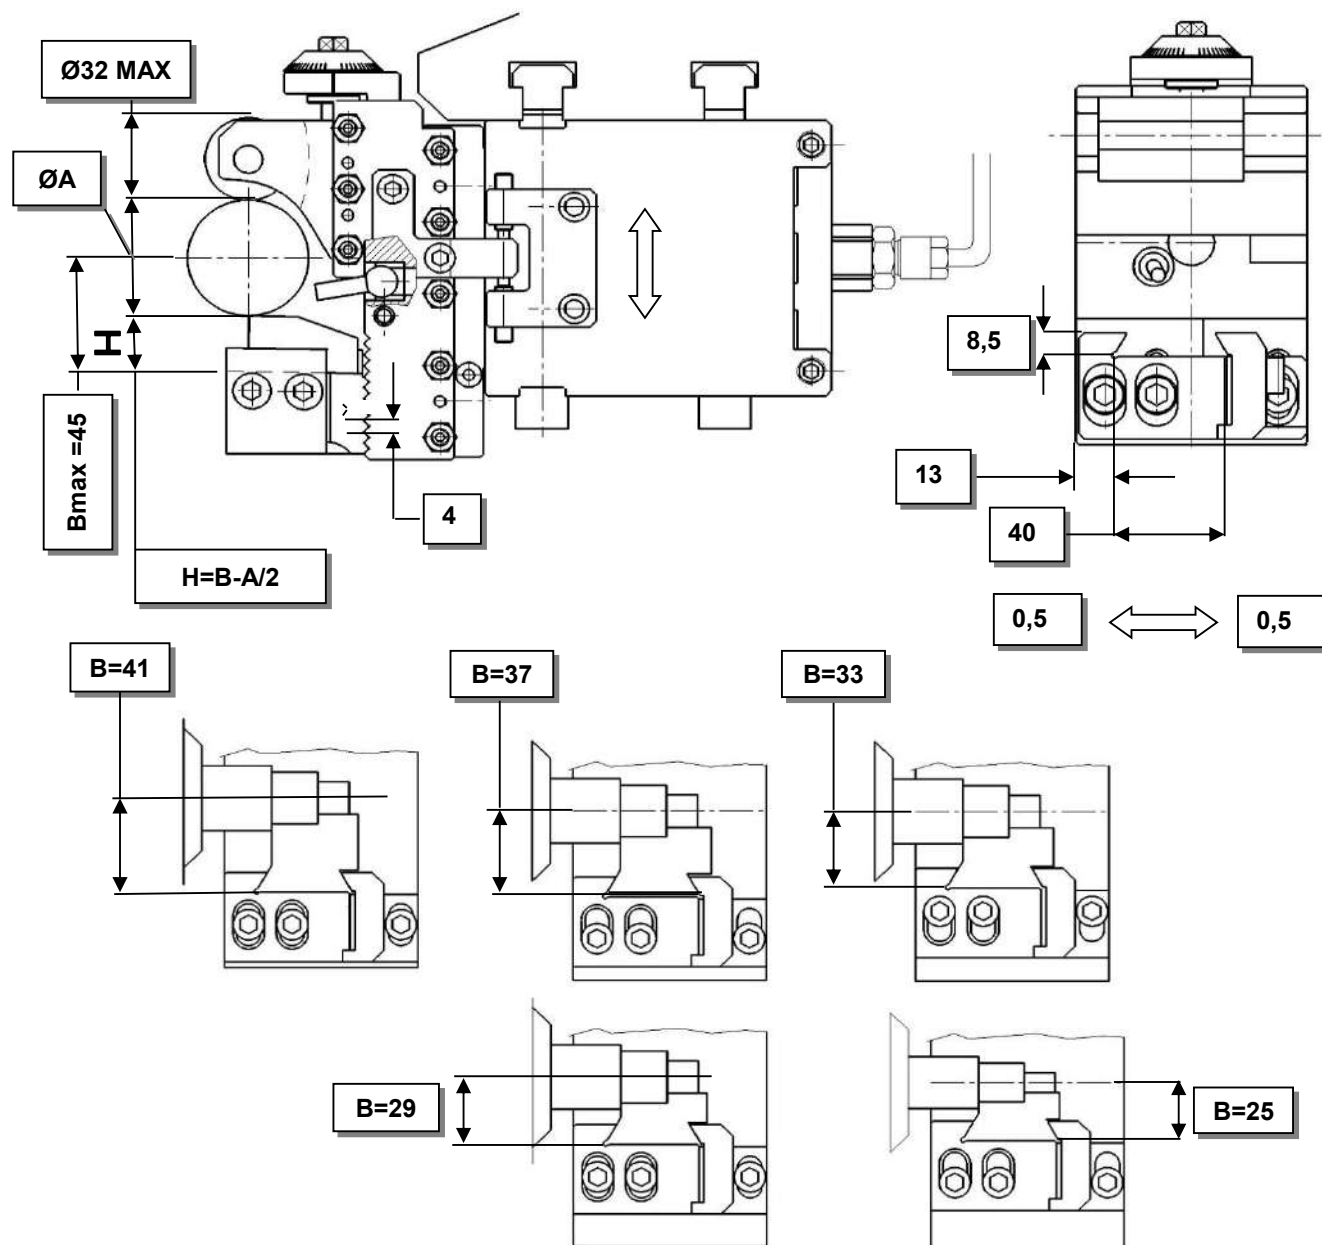 Ø32 MAX
ØA
H
Bmax =45
H=B-A/2
4
8,5
13
40
0,5
0,5
B=41
B=37
B=33
B=29
B=25